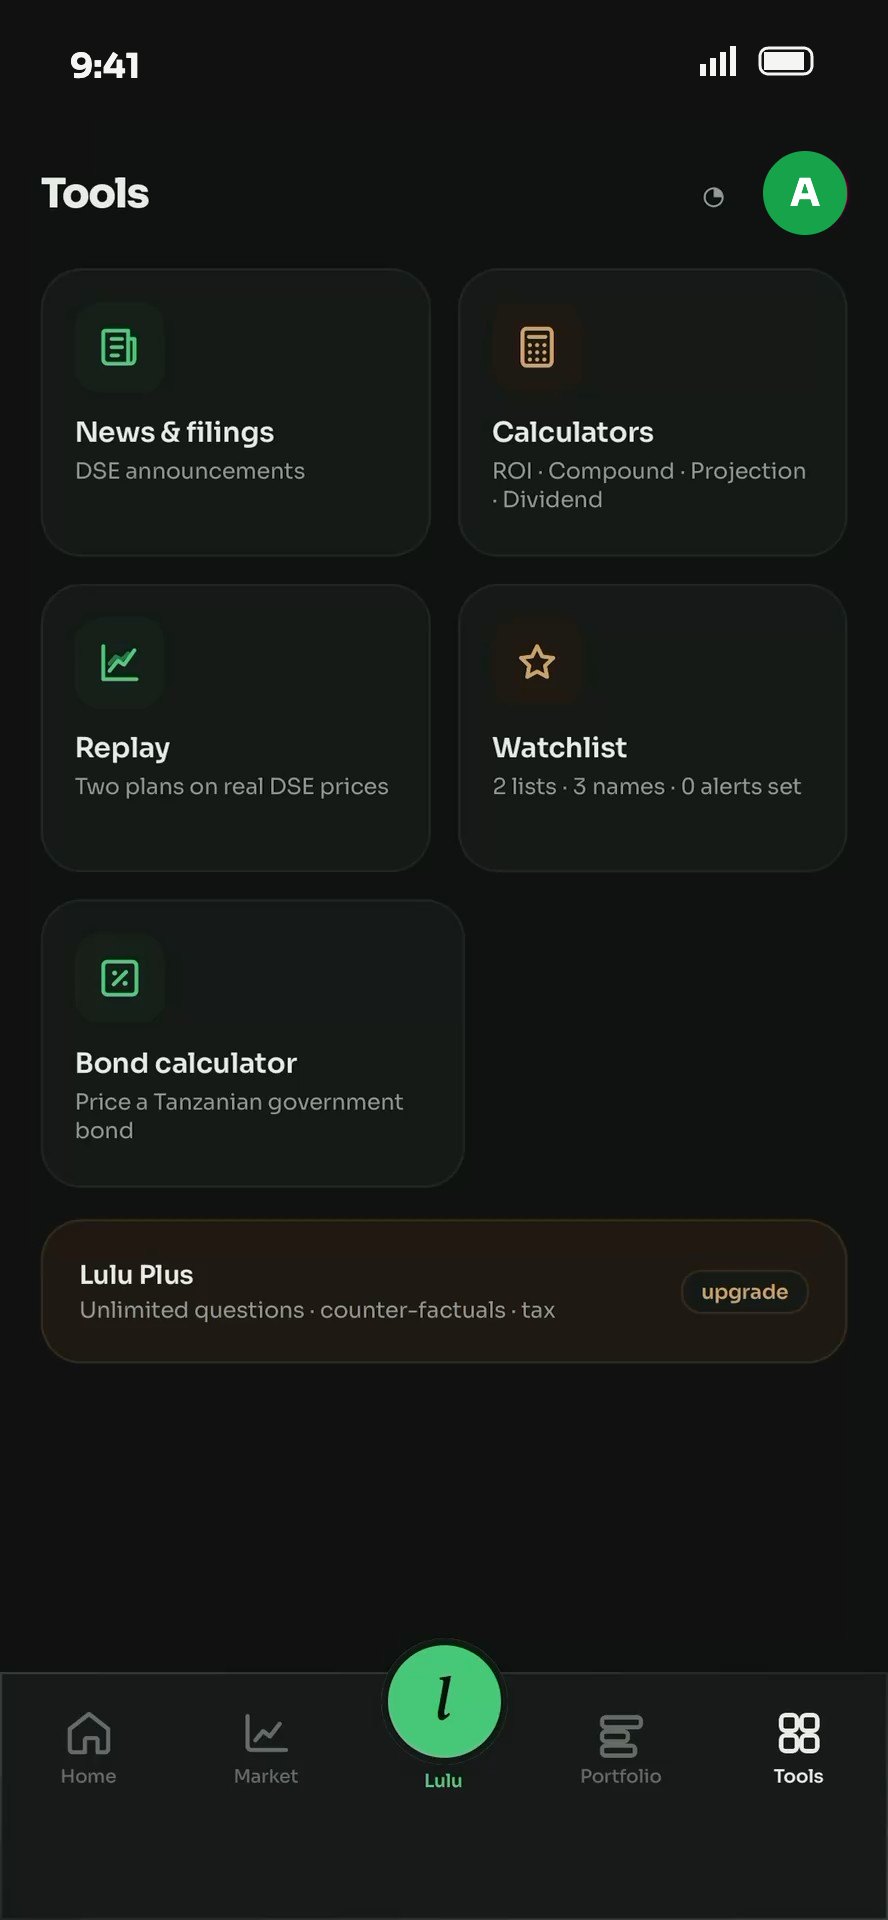 9:41
Tools
A
News & filings
DSE announcements
Calculators
ROI · Compound · Projection
· Dividend
Replay
Two plans on real DSE prices
Watchlist
2 lists · 3 names · 0 alerts set
Bond calculator
Price a Tanzanian government
bond
Lulu Plus
Unlimited questions · counter-factuals · tax
upgrade
l
Home
Market
Lulu
Portfolio
Tools